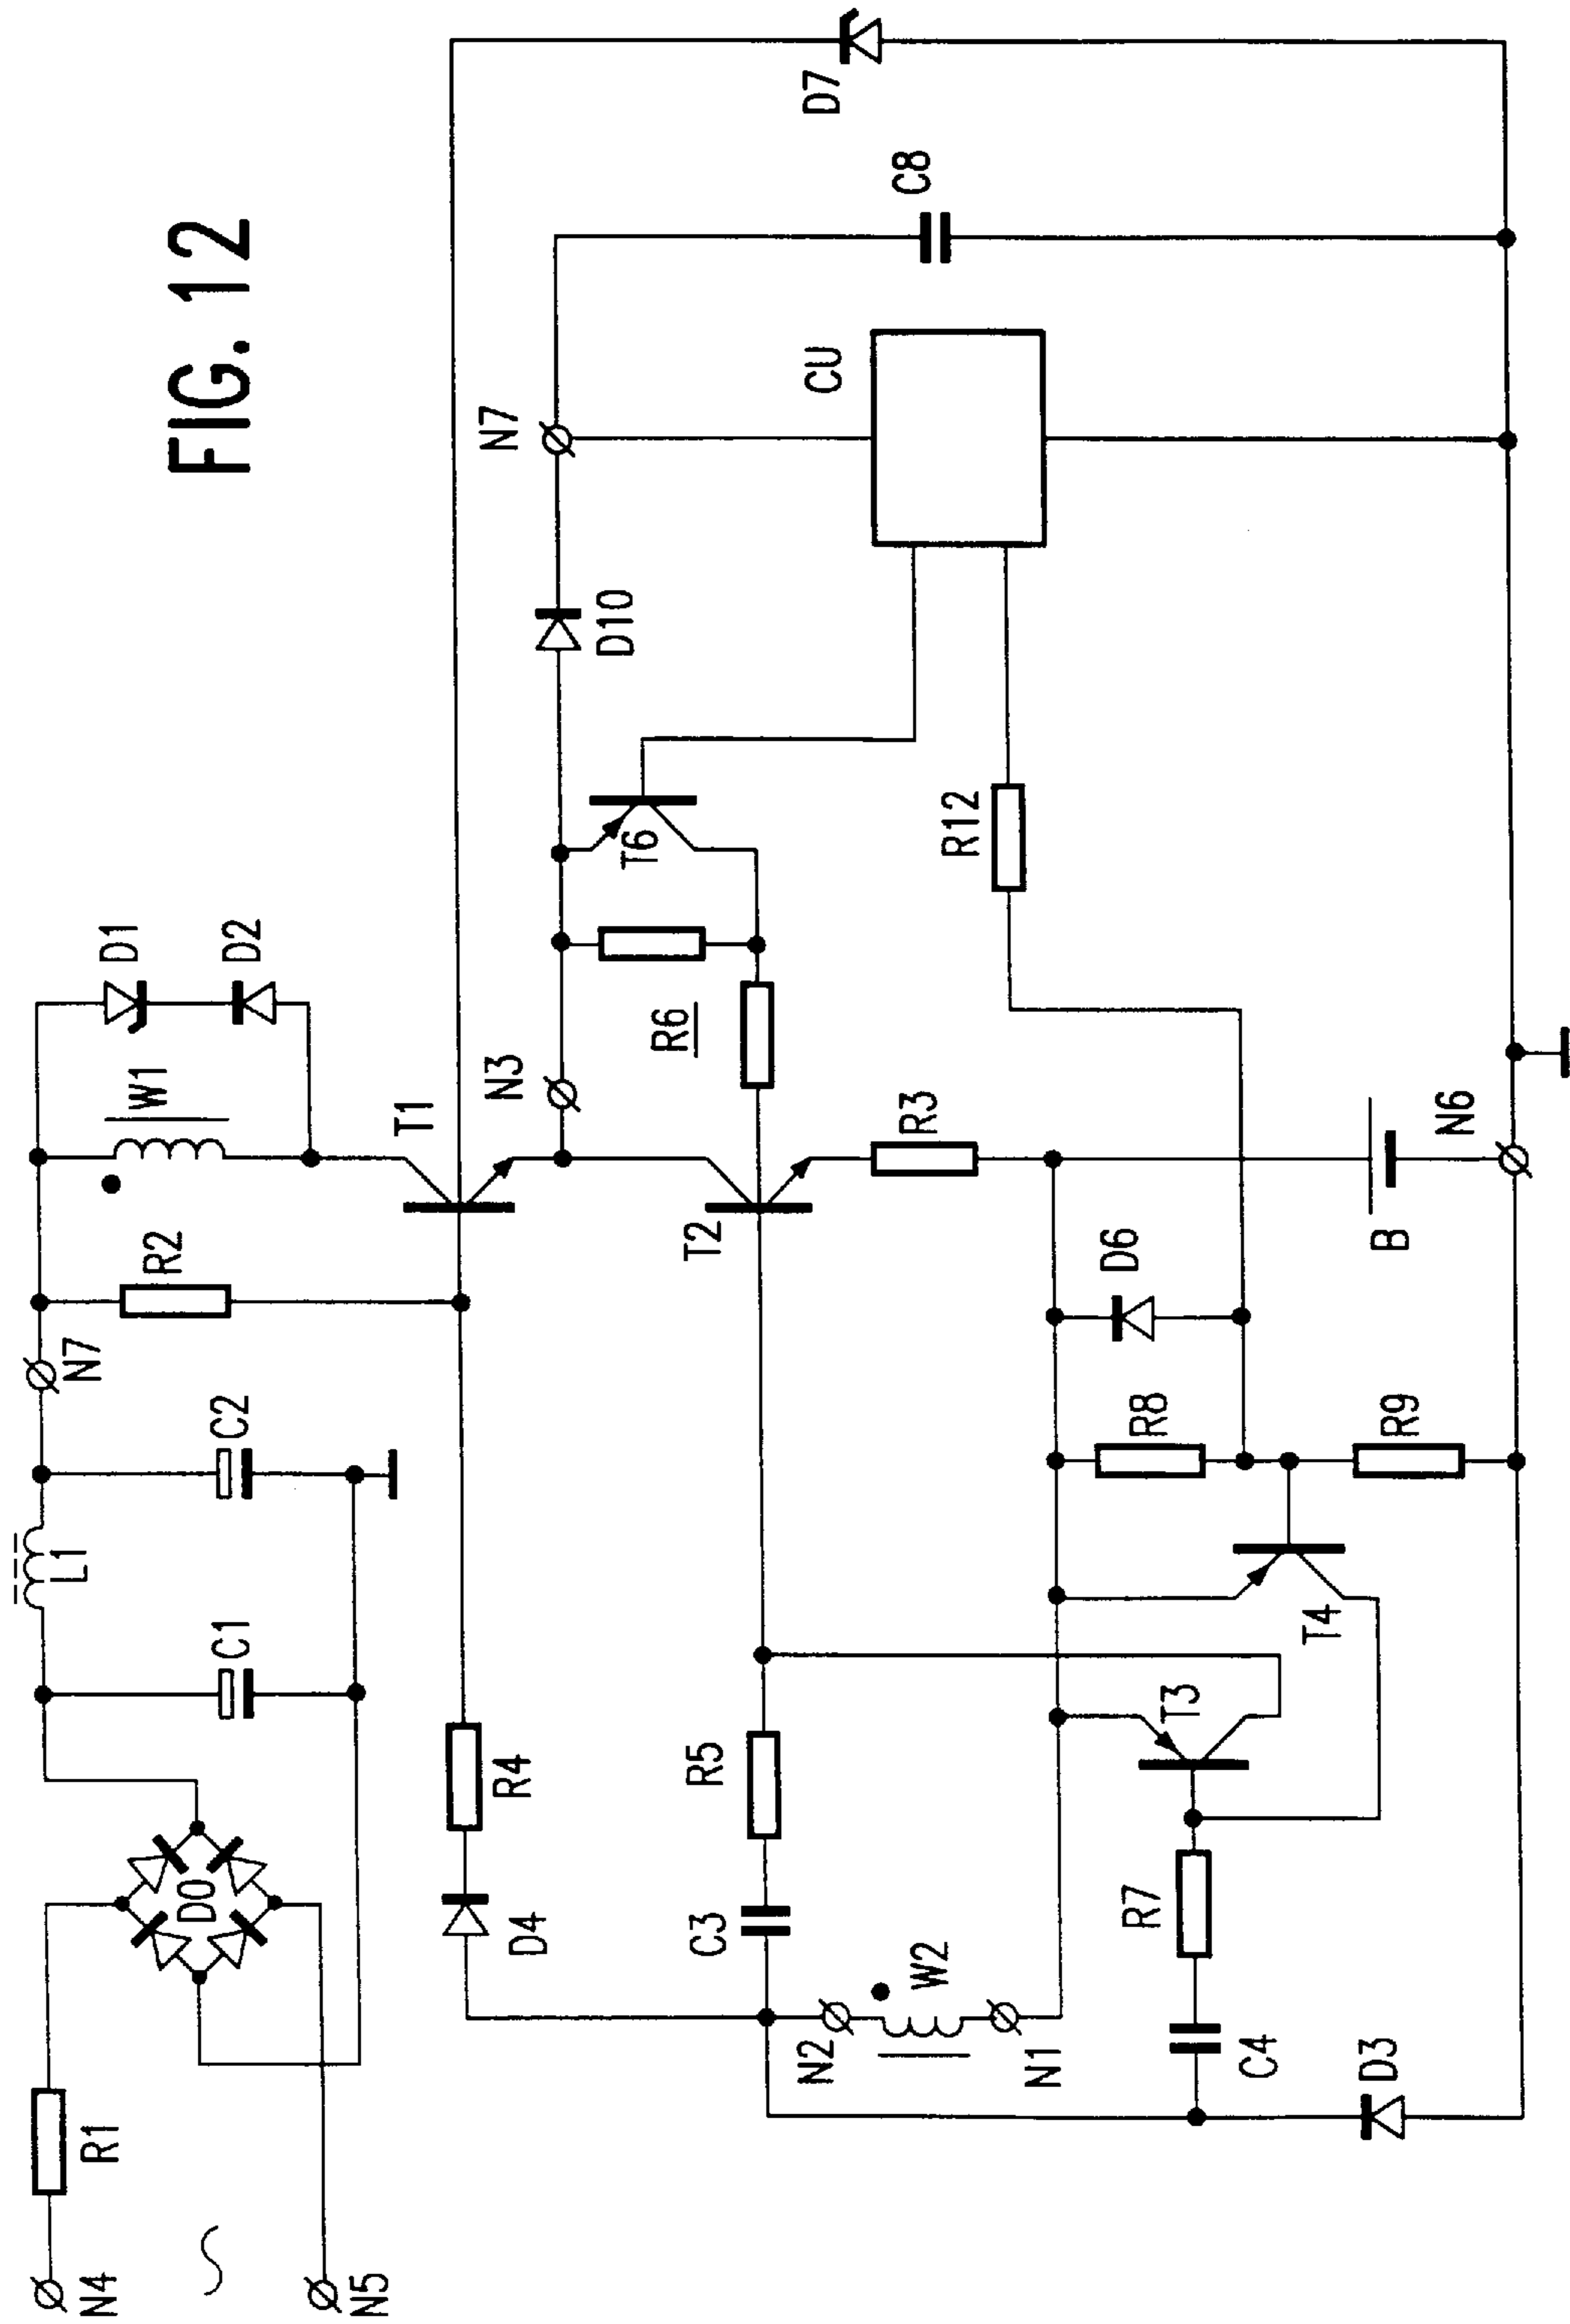 FIG. 12
N4
R1
N5
D0
C1
L1
C2
N7
R2
W1
D1
D2
T1
R4
D4
N3
R6
T6
D10
N7
CU
C8
D7
T2
R5
C3
N2
W2
N1
R3
R12
D6
R8
R9
T3
T4
R7
C4
D3
B
N6